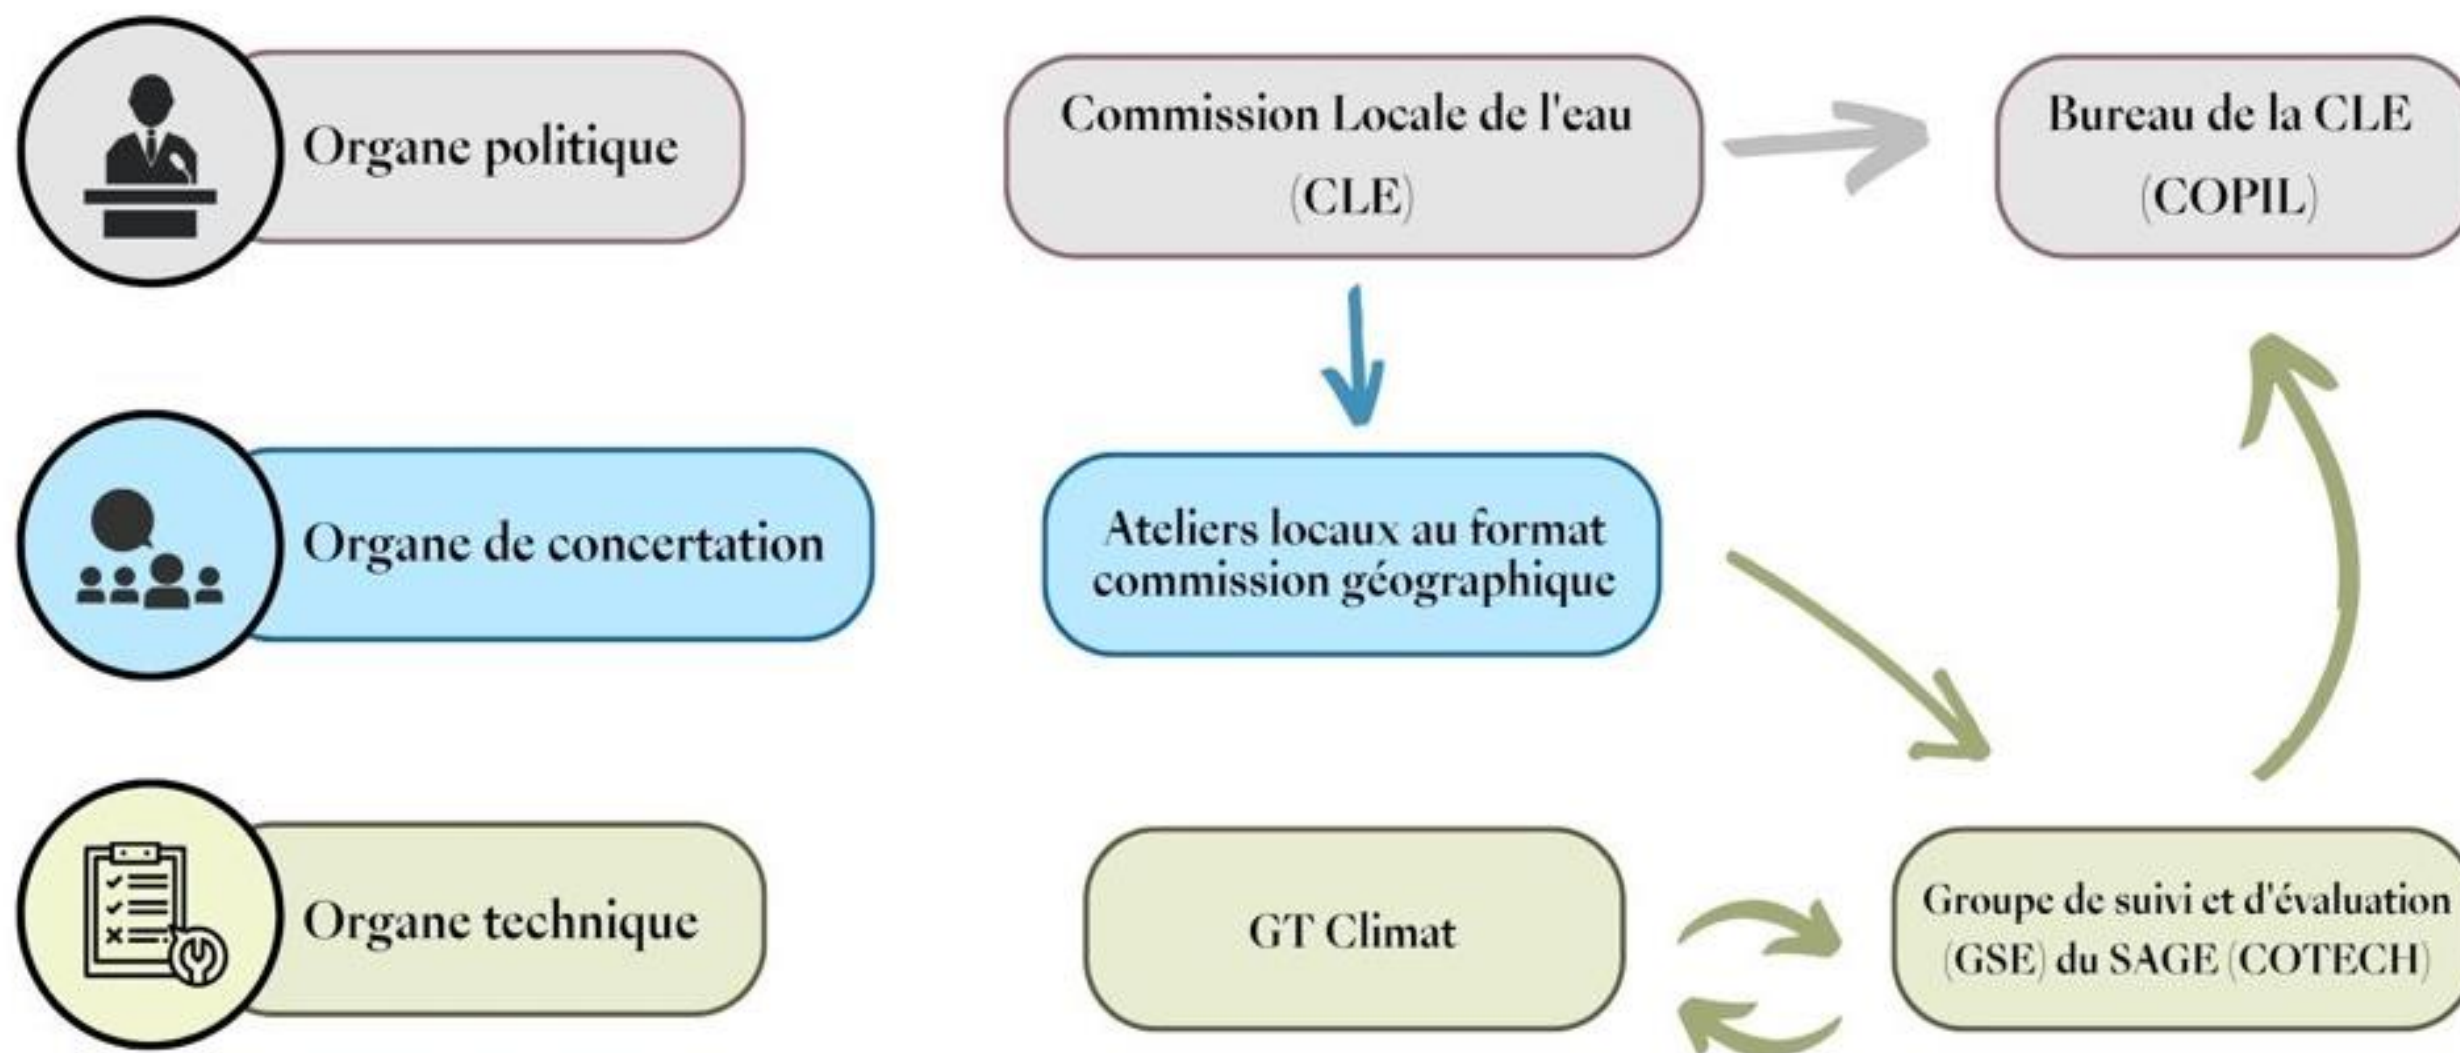 Organe politique
Commission Locale de l'eau
(CLE)
Bureau de la CLE
(COPIL)
Organe de concertation
Ateliers locaux au format
commission géographique
Organe technique
GT Climat
Groupe de suivi et d'évaluation
(GSE) du SAGE (COTECH)